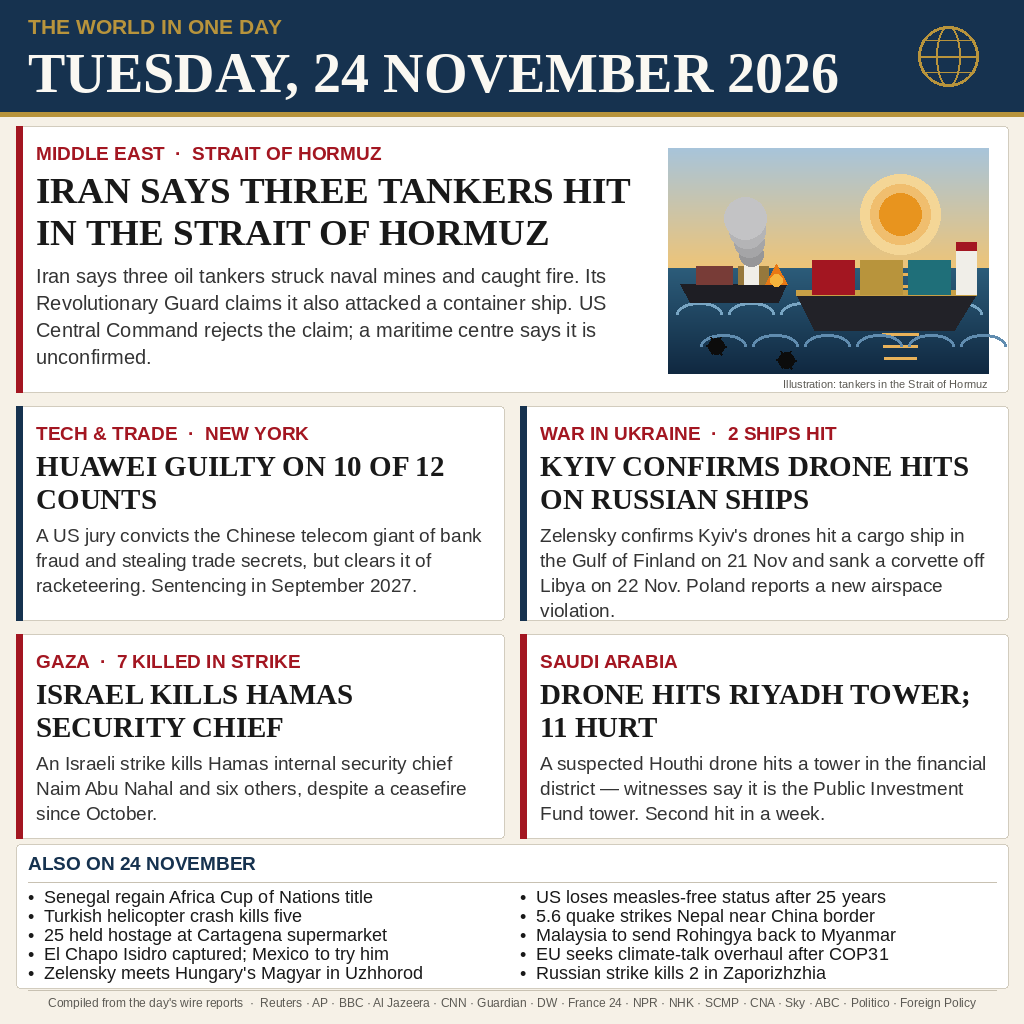 THE WORLD IN ONE DAY
TUESDAY, 24 NOVEMBER 2026
MIDDLE EAST · STRAIT OF HORMUZ
IRAN SAYS THREE TANKERS HIT
IN THE STRAIT OF HORMUZ
Iran says three oil tankers struck naval mines and caught fire. Its
Revolutionary Guard claims it also attacked a container ship. US
Central Command rejects the claim; a maritime centre says it is
unconfirmed.
Illustration: tankers in the Strait of Hormuz
TECH & TRADE · NEW YORK
HUAWEI GUILTY ON 10 OF 12
COUNTS
A US jury convicts the Chinese telecom giant of bank
fraud and stealing trade secrets, but clears it of
racketeering. Sentencing in September 2027.
WAR IN UKRAINE · 2 SHIPS HIT
KYIV CONFIRMS DRONE HITS
ON RUSSIAN SHIPS
Zelensky confirms Kyiv's drones hit a cargo ship in
the Gulf of Finland on 21 Nov and sank a corvette off
Libya on 22 Nov. Poland reports a new airspace
violation.
GAZA · 7 KILLED IN STRIKE
ISRAEL KILLS HAMAS
SECURITY CHIEF
An Israeli strike kills Hamas internal security chief
Naim Abu Nahal and six others, despite a ceasefire
since October.
SAUDI ARABIA
DRONE HITS RIYADH TOWER;
11 HURT
A suspected Houthi drone hits a tower in the financial
district — witnesses say it is the Public Investment
Fund tower. Second hit in a week.
ALSO ON 24 NOVEMBER
• Senegal regain Africa Cup of Nations title
• Turkish helicopter crash kills five
• 25 held hostage at Cartagena supermarket
• El Chapo Isidro captured; Mexico to try him
• Zelensky meets Hungary's Magyar in Uzhhorod
• US loses measles-free status after 25 years
• 5.6 quake strikes Nepal near China border
• Malaysia to send Rohingya back to Myanmar
• EU seeks climate-talk overhaul after COP31
• Russian strike kills 2 in Zaporizhzhia
Compiled from the day's wire reports · Reuters · AP · BBC · Al Jazeera · CNN · Guardian · DW · France 24 · NPR · NHK · SCMP · CNA · Sky · ABC · Politico · Foreign Policy